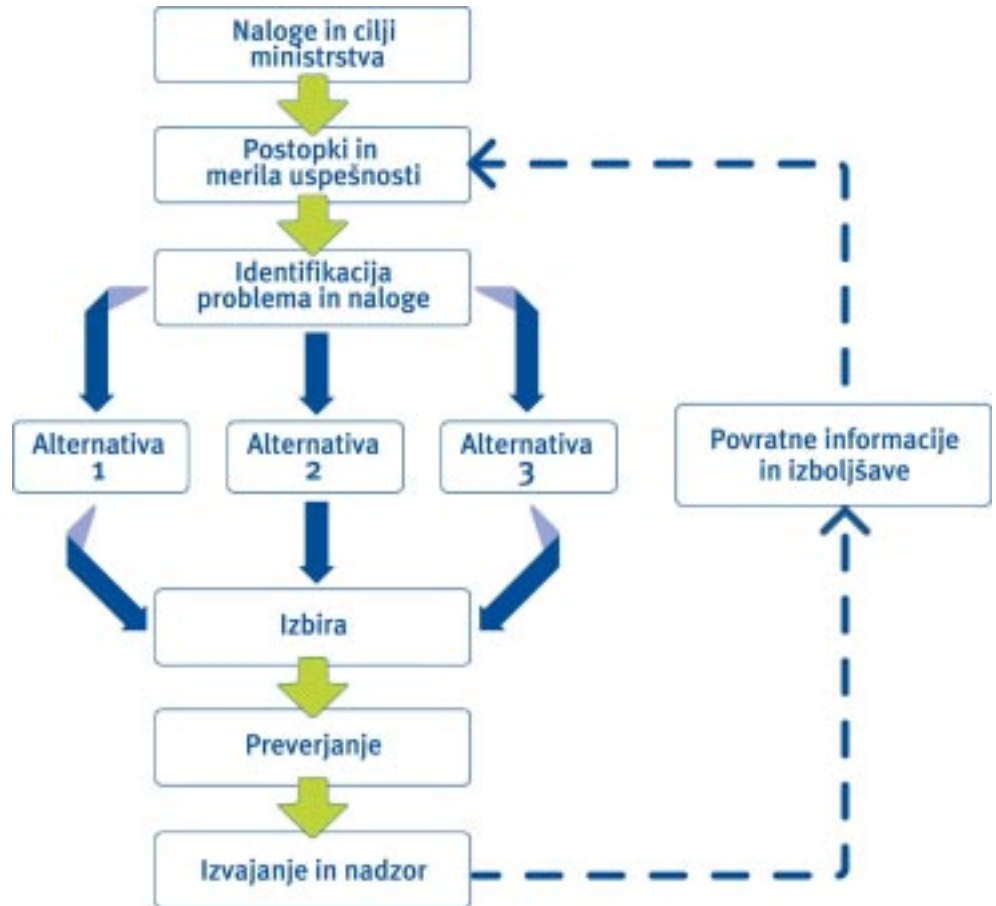 Naloge in cilji
ministrstva
Postopki in
merila uspešnosti
Identifikacija
problema in naloge
Alternativa
1
Alternativa
2
Alternativa
3
Povratne informacije
in izboljšave
Izbira
Preverjanje
Izvajanje in nadzor